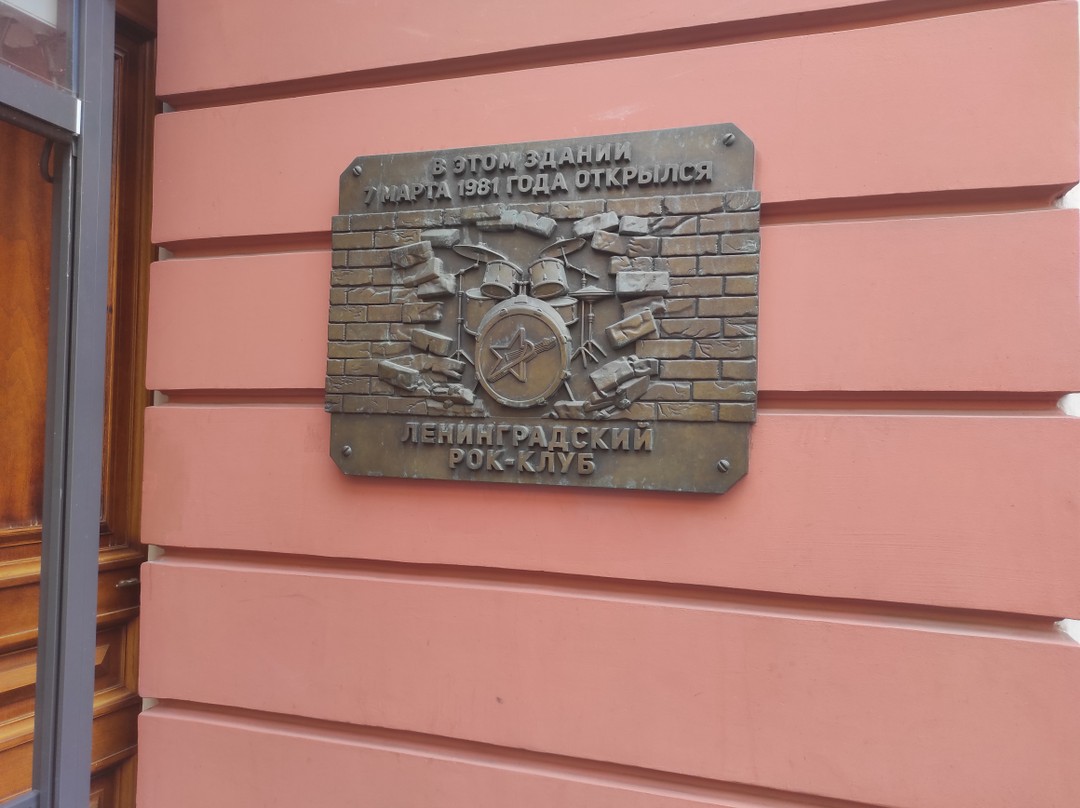 В ЭТОМ ЗДАНИИ
7 МАРТА 1981 ГОДА ОТКРЫЛСЯ
ЛЕНИНГРАДСКИЙ
РОК-КЛУБ